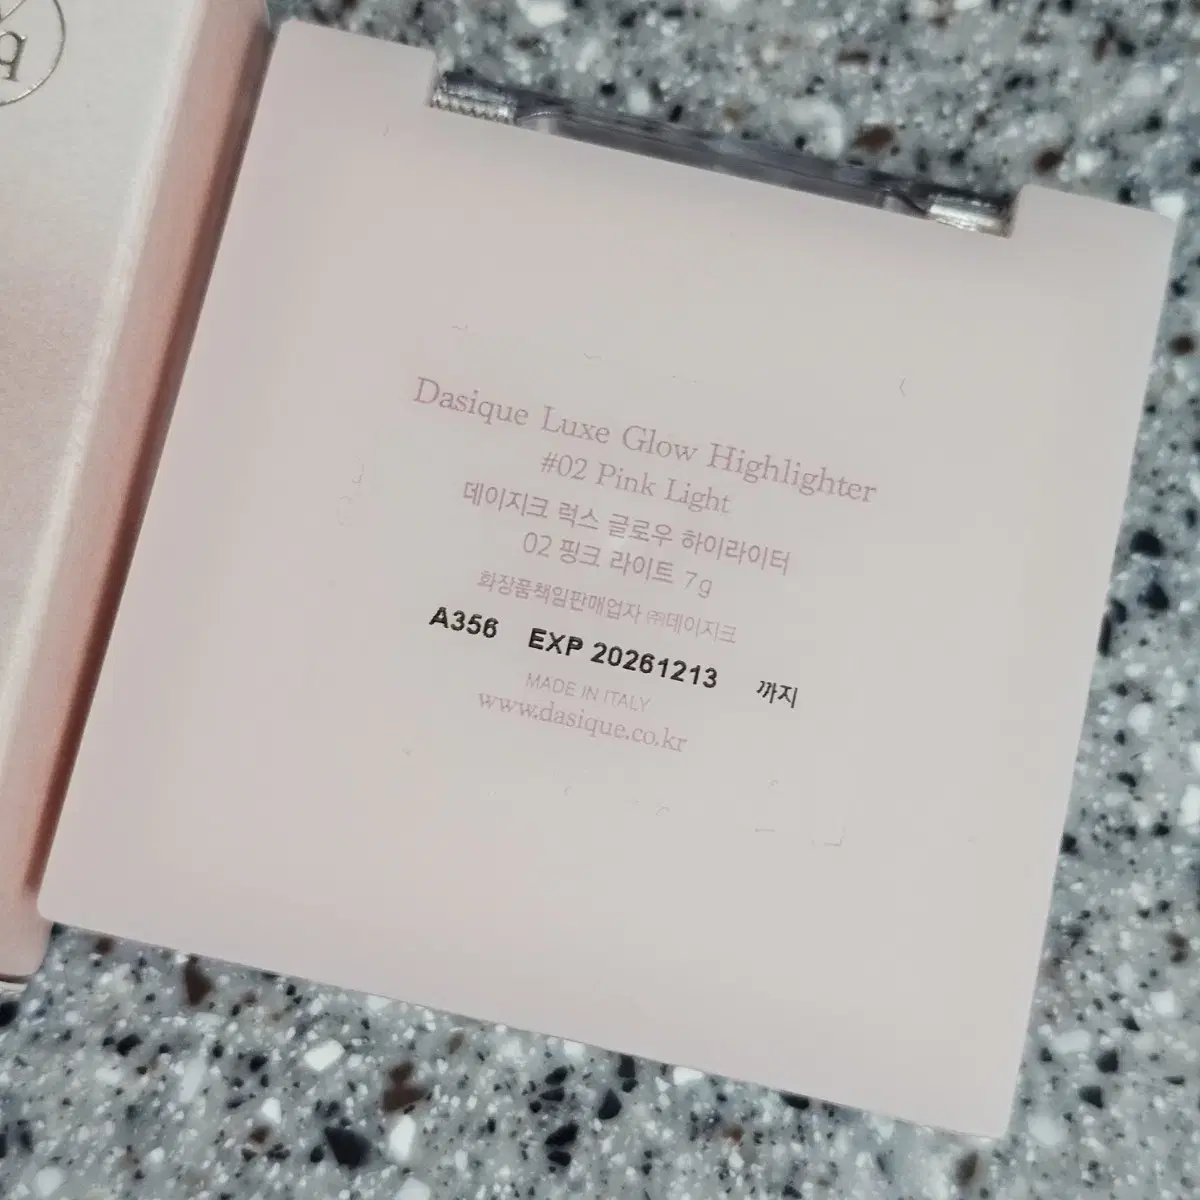 Dasique Luxe Glow Highlighter
#02 Pink Light
데이지크 럭스 글로우 하이라이터
02 핑크 라이트 7g
화장품책임판매업자 ㈜데이지크
A356 EXP 20261213 까지
MADE IN ITALY
www.dasique.co.kr